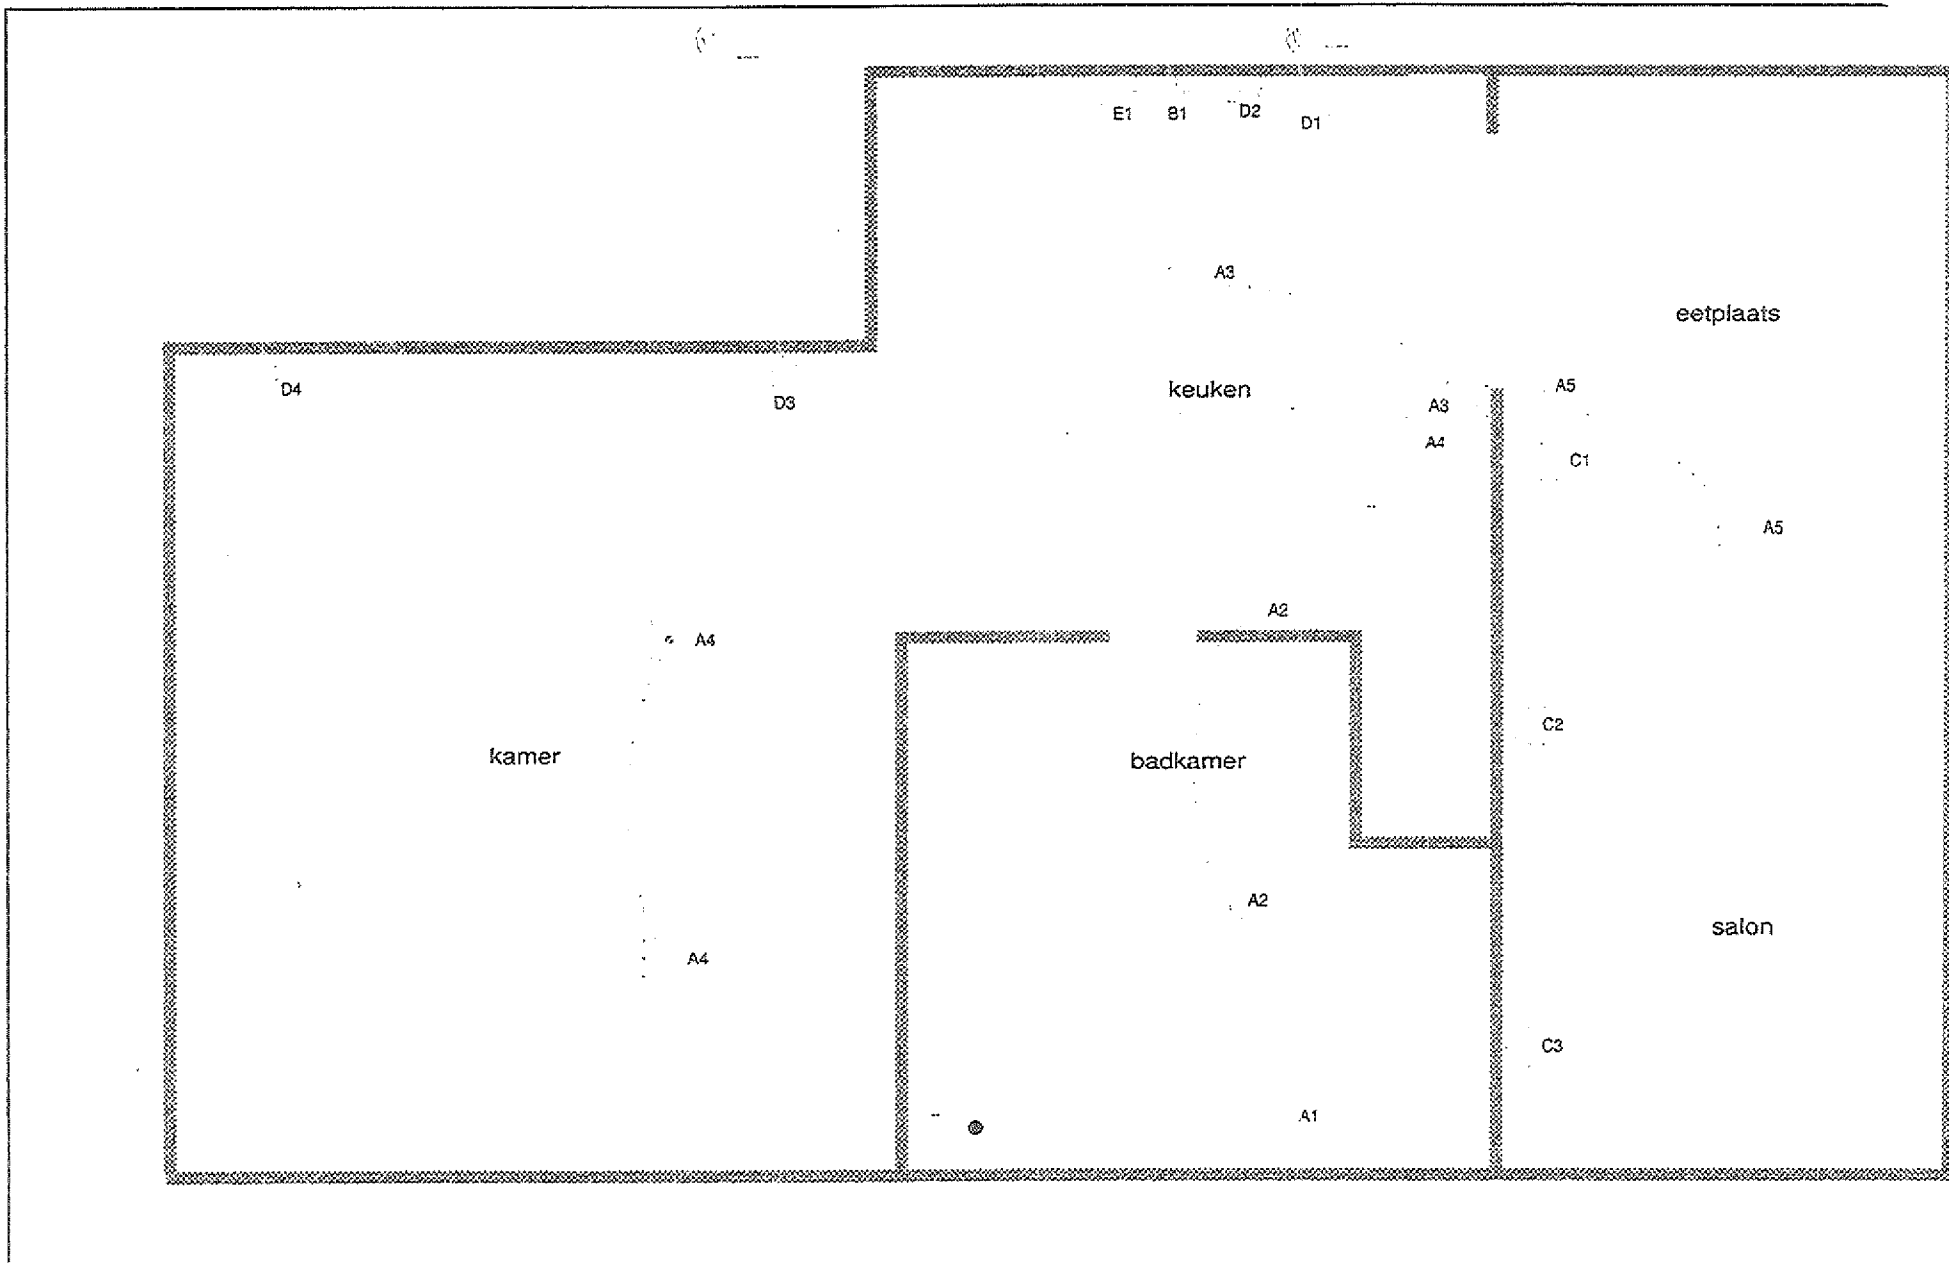 E1 B1 D2 D1
A3
eetplaats
D4 D3 keuken A3 A5
A4
C1
A5
A2
A4
C2
kamer badkamer
A2
salon
A4
C3
A1